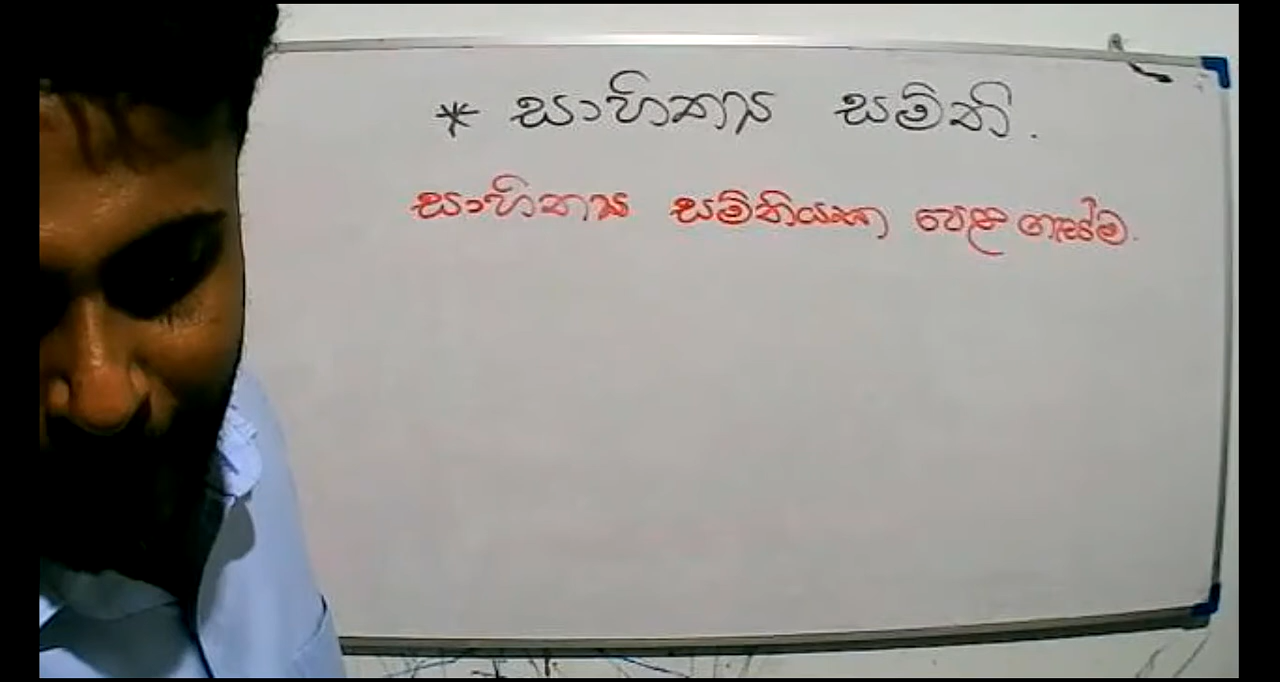 * සාහිත්‍ය සමිති.
සාහිත්‍ය සමිතියක පෙළ ගැස්ම.